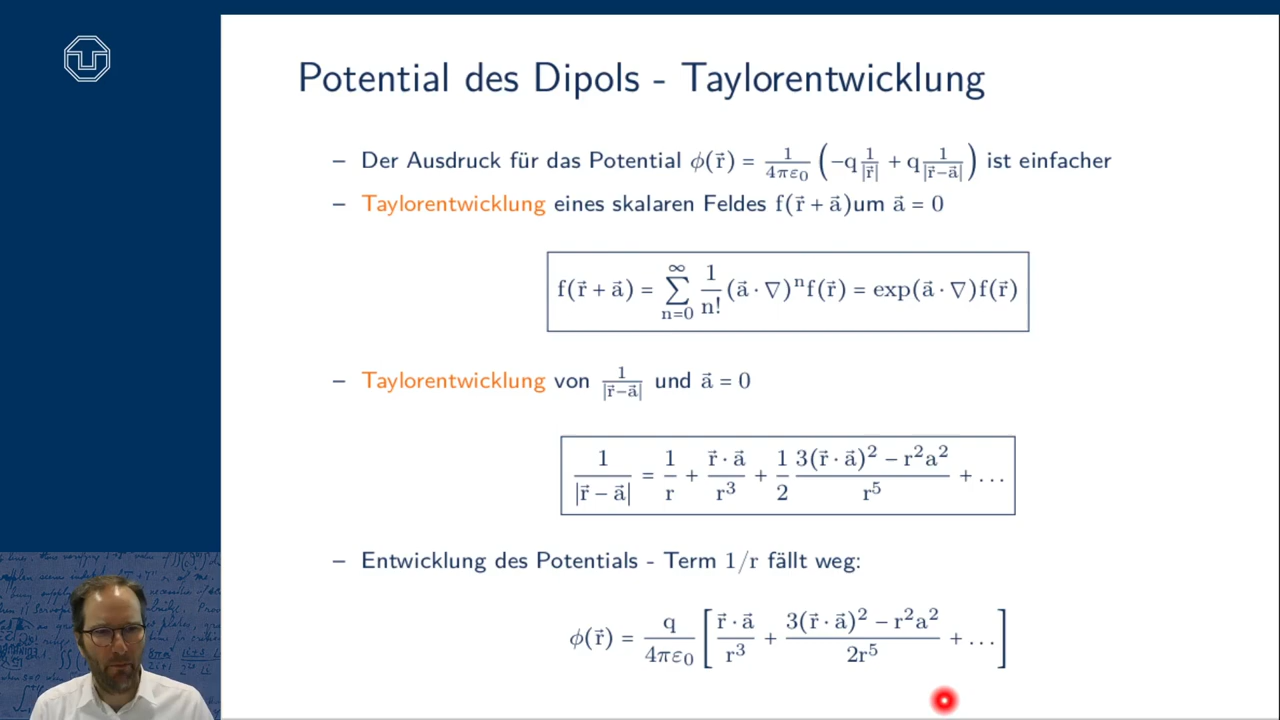 Potential des Dipols - Taylorentwicklung
– Der Ausdruck für das Potential ϕ(r⃗) = 1/(4πε₀) (−q 1/|r⃗| + q 1/|r⃗−a⃗|) ist einfacher
– Taylorentwicklung eines skalaren Feldes f(r⃗ + a⃗)um a⃗ = 0
f(r⃗ + a⃗) = ∑_{n=0}^{∞} 1/n! (a⃗ · ∇)ⁿf(r⃗) = exp(a⃗ · ∇)f(r⃗)
– Taylorentwicklung von 1/|r⃗−a⃗| und a⃗ = 0
1/|r⃗ − a⃗| = 1/r + (r⃗ · a⃗)/r³ + 1/2 (3(r⃗ · a⃗)² − r²a²)/r⁵ + . . .
– Entwicklung des Potentials - Term 1/r fällt weg:
ϕ(r⃗) = q/(4πε₀) [(r⃗ · a⃗)/r³ + (3(r⃗ · a⃗)² − r²a²)/(2r⁵) + . . .]